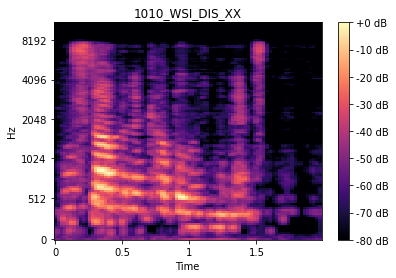 1010_WSI_DIS_XX
8192
4096
2048
1024
512
0
Hz
0
0.5
1
1.5
Time
+0 dB
-10 dB
-20 dB
-30 dB
-40 dB
-50 dB
-60 dB
-70 dB
-80 dB